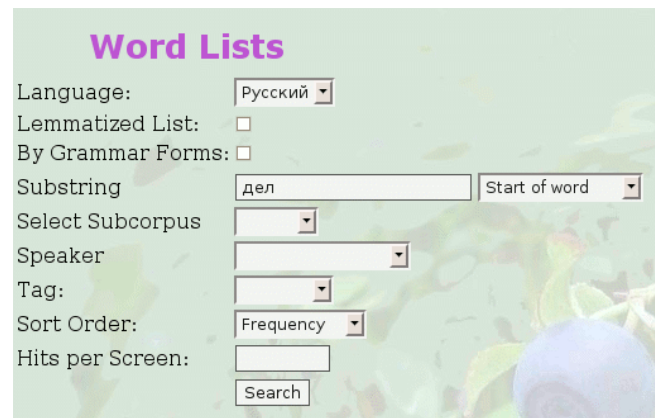 Word Lists
Language: Русский
Lemmatized List:
By Grammar Forms:
Substring дел Start of word
Select Subcorpus
Speaker
Tag:
Sort Order: Frequency
Hits per Screen:
Search